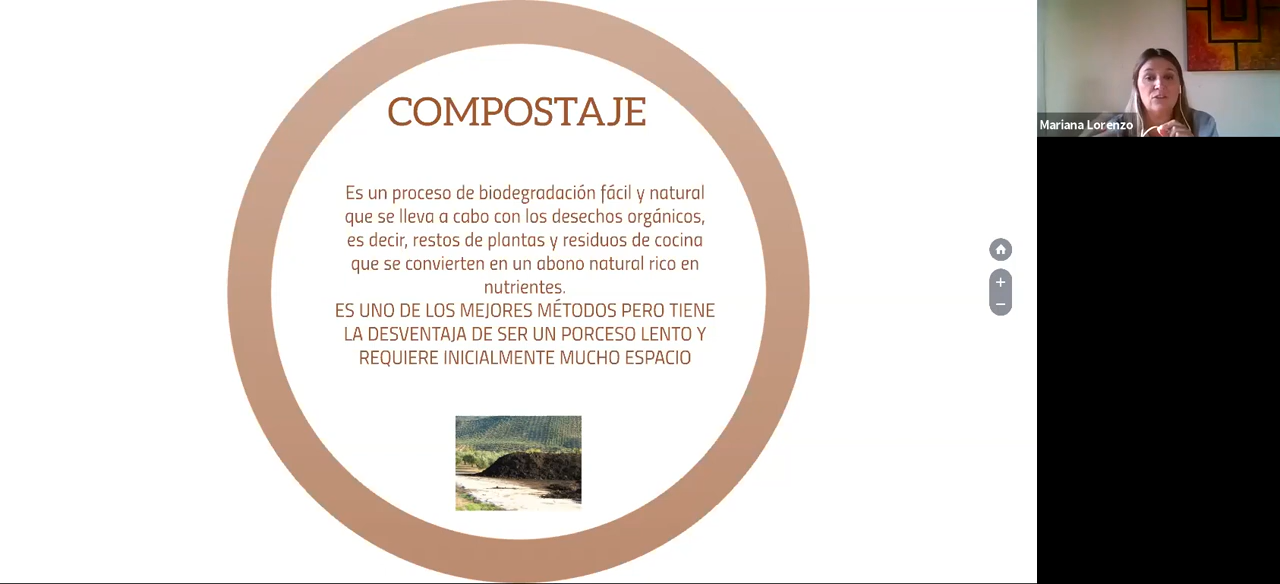 COMPOSTAJE
Es un proceso de biodegradación fácil y natural
que se lleva a cabo con los desechos orgánicos,
es decir, restos de plantas y residuos de cocina
que se convierten en un abono natural rico en
nutrientes.
ES UNO DE LOS MEJORES MÉTODOS PERO TIENE
LA DESVENTAJA DE SER UN PORCESO LENTO Y
REQUIERE INICIALMENTE MUCHO ESPACIO
Mariana Lorenzo